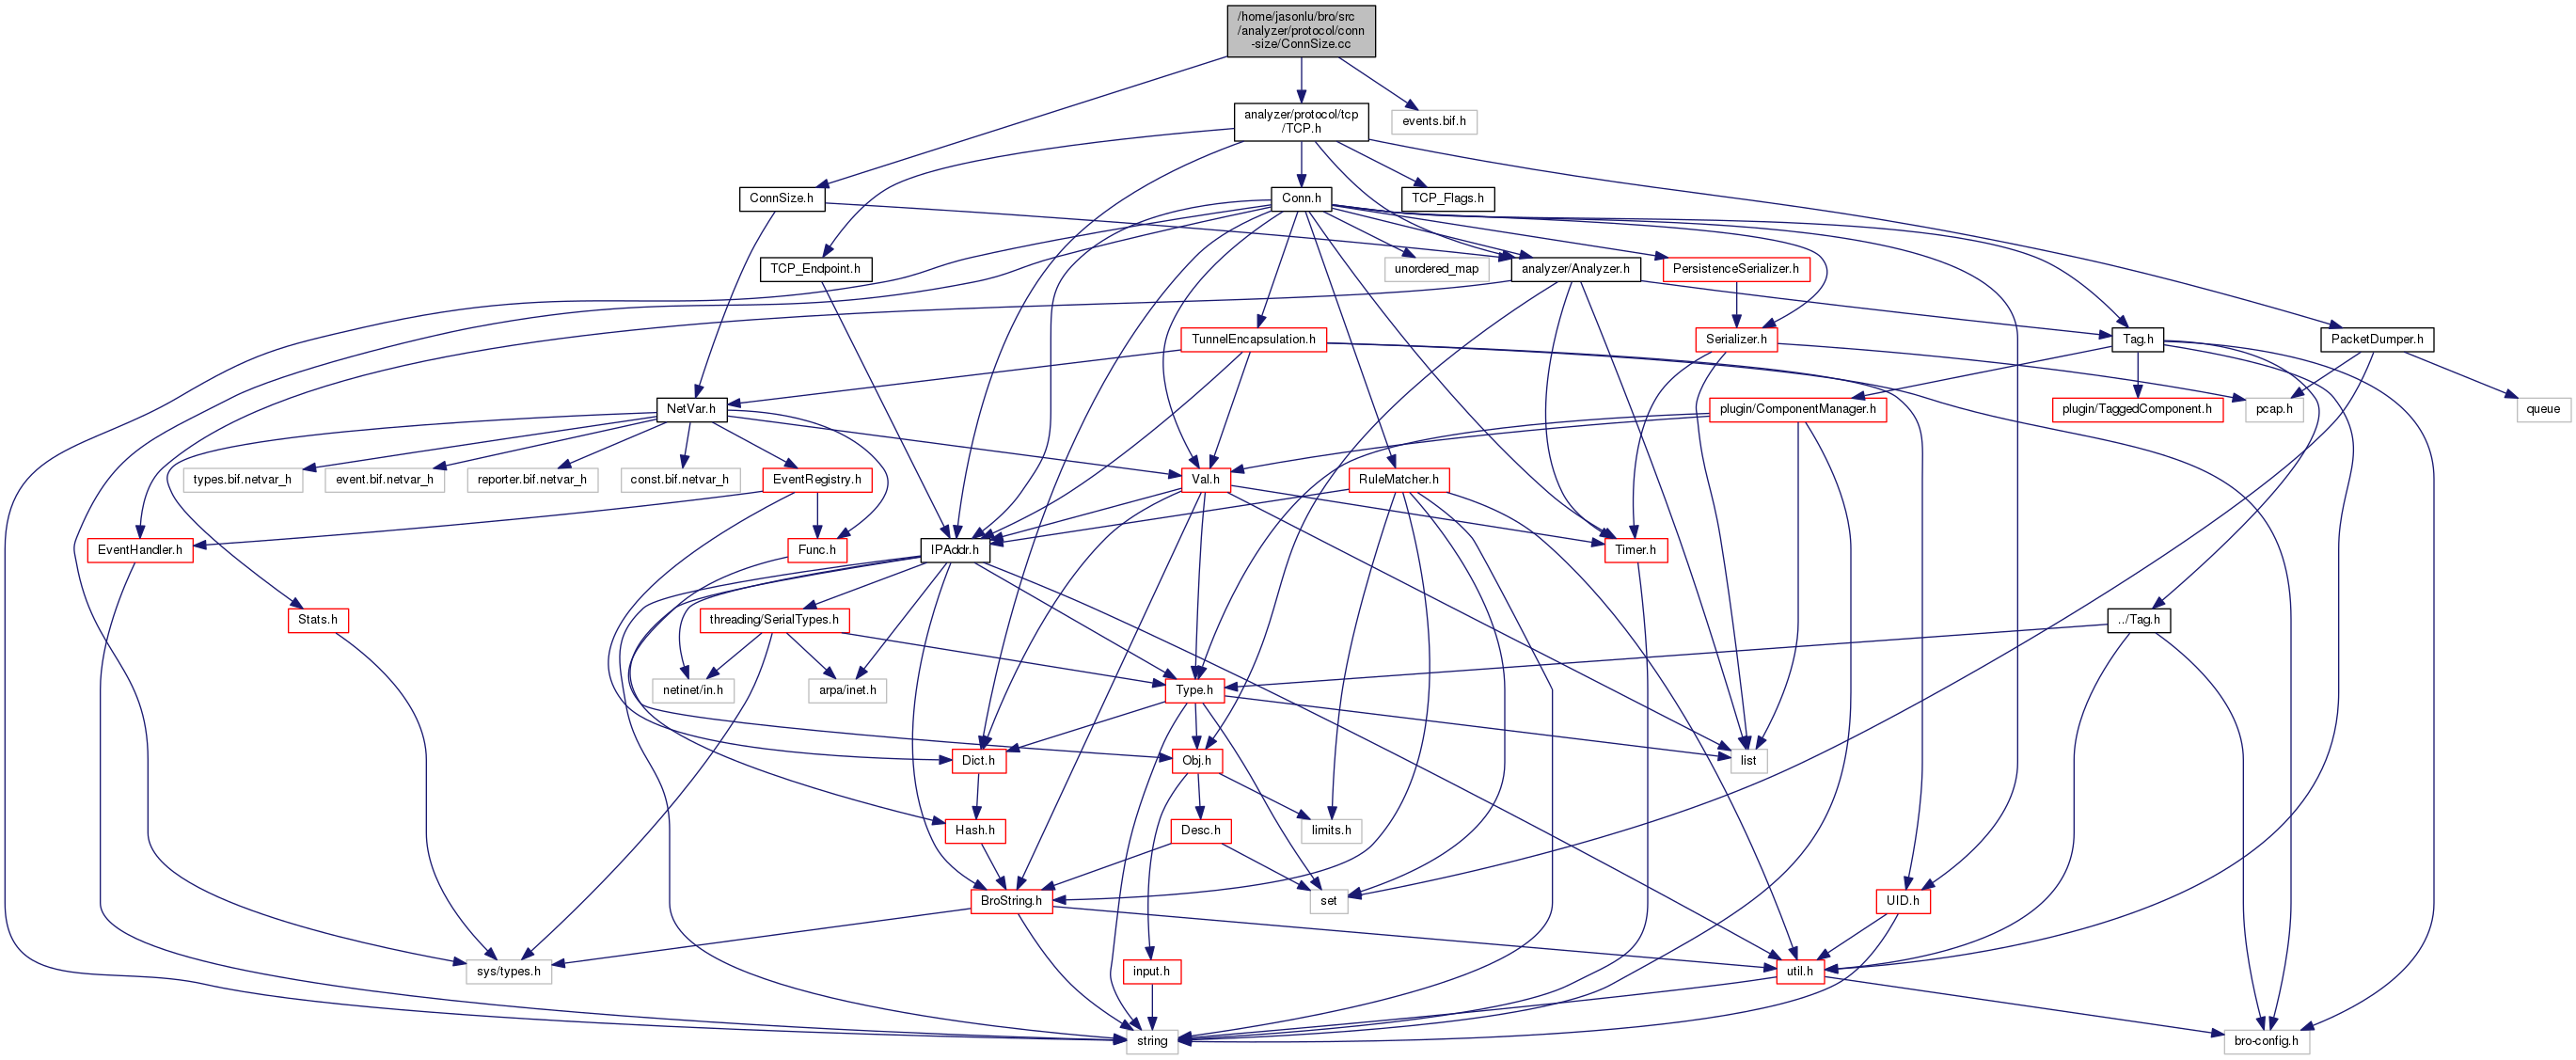 /home/jasonlu/bro/src
/analyzer/protocol/conn
-size/ConnSize.cc
analyzer/protocol/tcp
/TCP.h
events.bif.h
ConnSize.h
Conn.h
TCP_Flags.h
TCP_Endpoint.h
unordered_map
analyzer/Analyzer.h
PersistenceSerializer.h
TunnelEncapsulation.h
Serializer.h
Tag.h
PacketDumper.h
NetVar.h
plugin/ComponentManager.h
plugin/TaggedComponent.h
pcap.h
queue
types.bif.netvar_h
event.bif.netvar_h
reporter.bif.netvar_h
const.bif.netvar_h
EventRegistry.h
Val.h
RuleMatcher.h
EventHandler.h
Func.h
IPAddr.h
Timer.h
Stats.h
threading/SerialTypes.h
../Tag.h
netinet/in.h
arpa/inet.h
Type.h
Dict.h
Obj.h
list
Hash.h
Desc.h
limits.h
BroString.h
set
UID.h
sys/types.h
input.h
util.h
string
bro-config.h